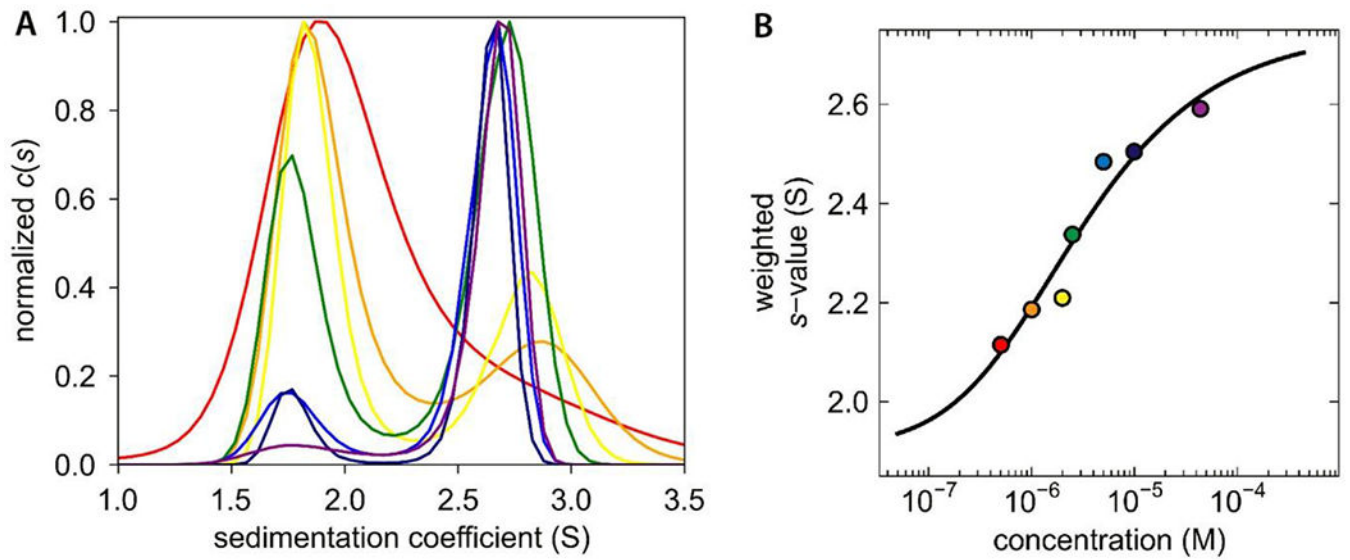 A
normalized c(s)
1.0
0.8
0.6
0.4
0.2
0.0
1.0 1.5 2.0 2.5 3.0 3.5
sedimentation coefficient (S)
B
weighted
s−value (S)
2.6
2.4
2.2
2.0
10⁻⁷ 10⁻⁶ 10⁻⁵ 10⁻⁴
concentration (M)